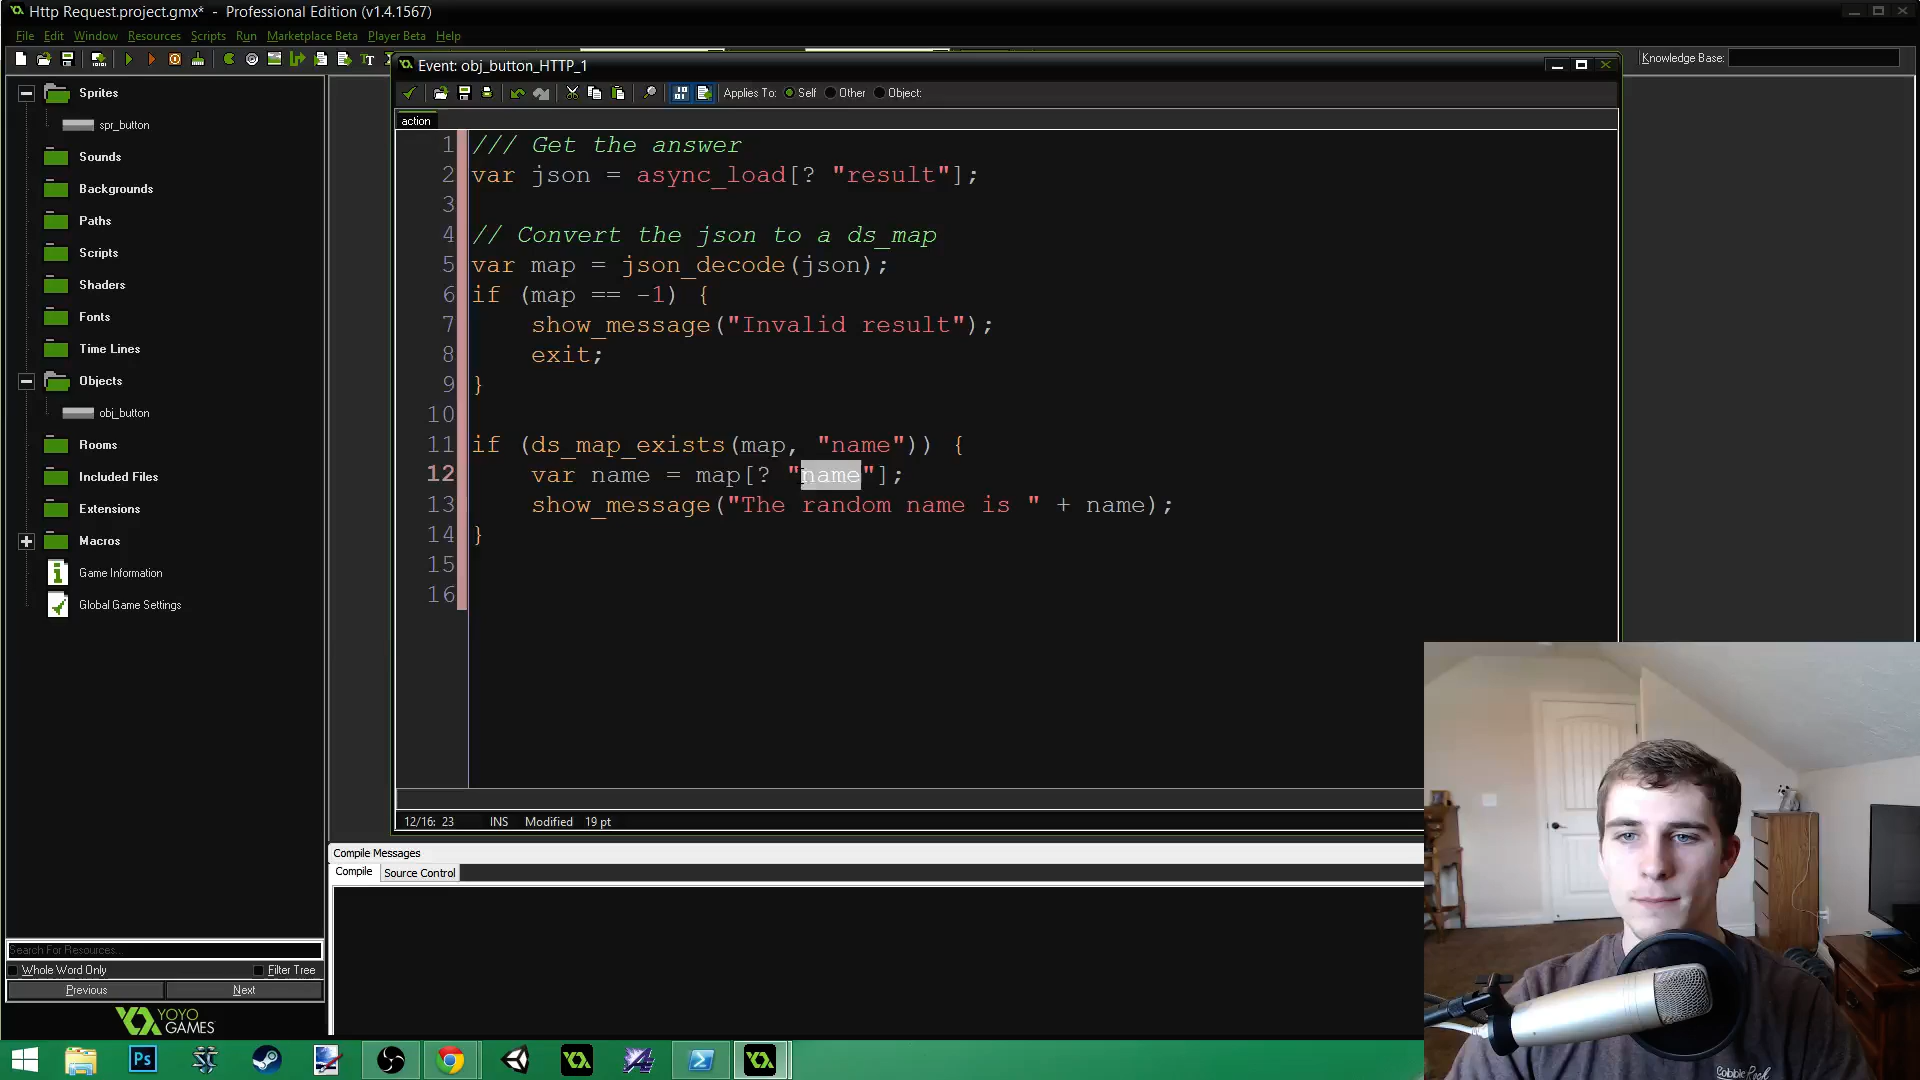 Http Request.project.gmx* - Professional Edition (v1.4.1567)
File Edit Window Resources Scripts Run Marketplace Beta Player Beta Help
Knowledge Base:
Event: obj_button_HTTP_1
Applies To: Self Other Object:
action
1 /// Get the answer
2 var json = async_load[? "result"];
3
4 // Convert the json to a ds_map
5 var map = json_decode(json);
6 if (map == -1) {
7 show_message("Invalid result");
8 exit;
9 }
10
11 if (ds_map_exists(map, "name")) {
12 var name = map[? "name"];
13 show_message("The random name is " + name);
14 }
15
16
12/16: 23 INS Modified 19 pt
Sprites
spr_button
Sounds
Backgrounds
Paths
Scripts
Shaders
Fonts
Time Lines
Objects
obj_button
Rooms
Included Files
Extensions
Macros
Game Information
Global Game Settings
Search For Resources...
Whole Word Only Filter Tree
Previous Next
YOYO
GAMES
Compile Messages
Compile Source Control
Ps
CobbleRock